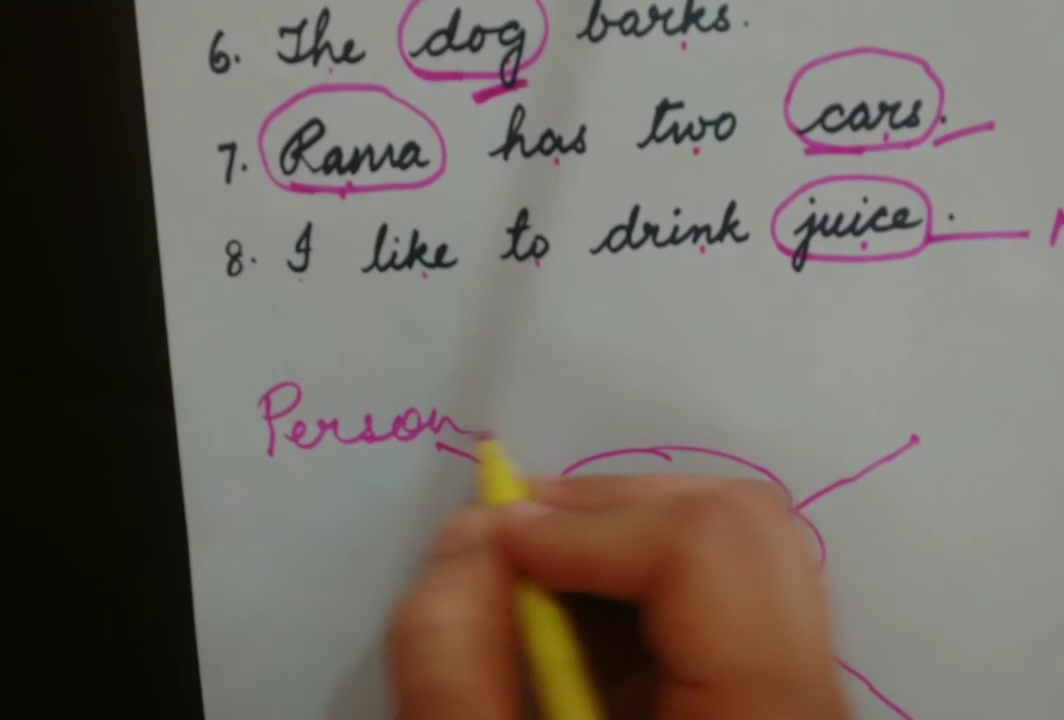 6. The dog barks.
7. Rama has two cars.
8. I like to drink juice.
Person